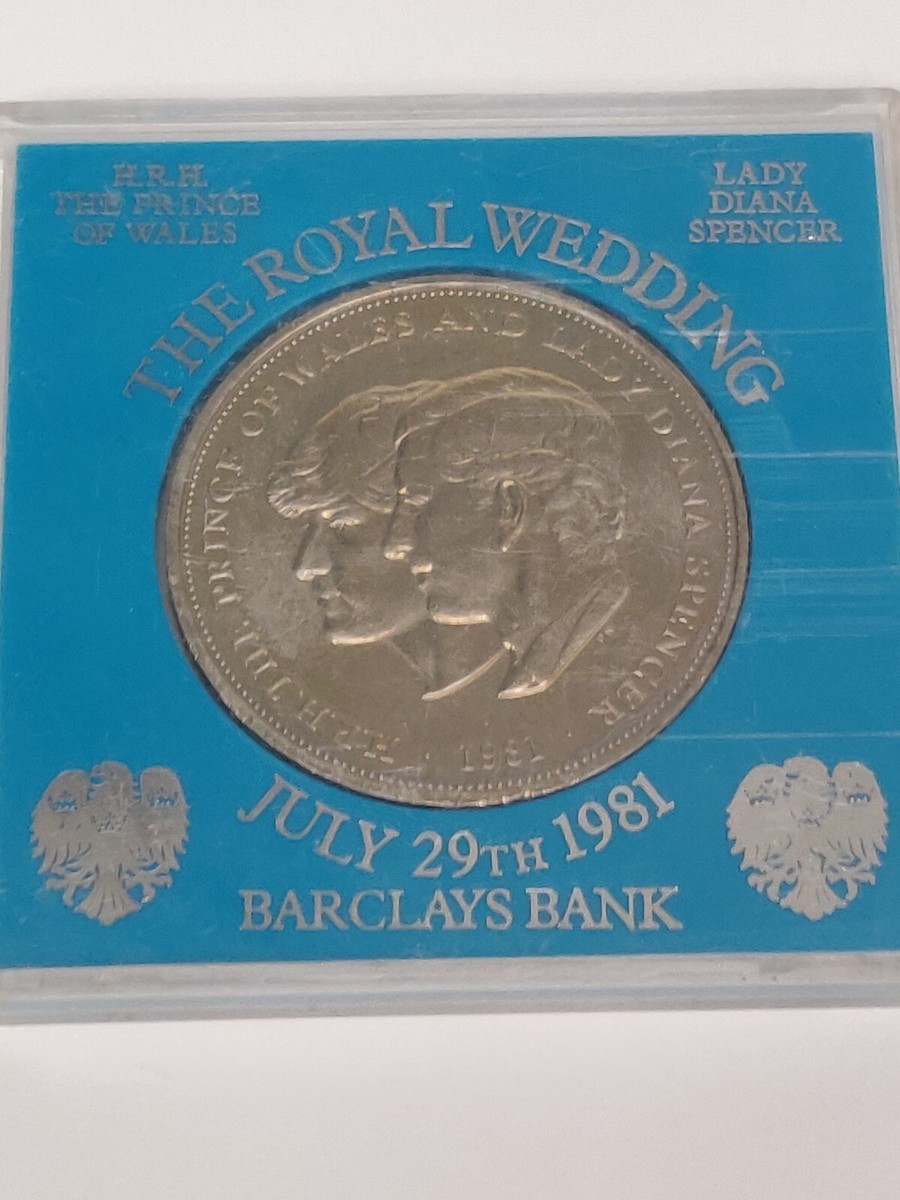 H.R.H.
THE PRINCE
OF WALES
LADY
DIANA
SPENCER
THE ROYAL WEDDING
H.R.H. PRINCE OF WALES AND LADY DIANA SPENCER
· 1981 ·
JULY 29TH 1981
BARCLAYS BANK